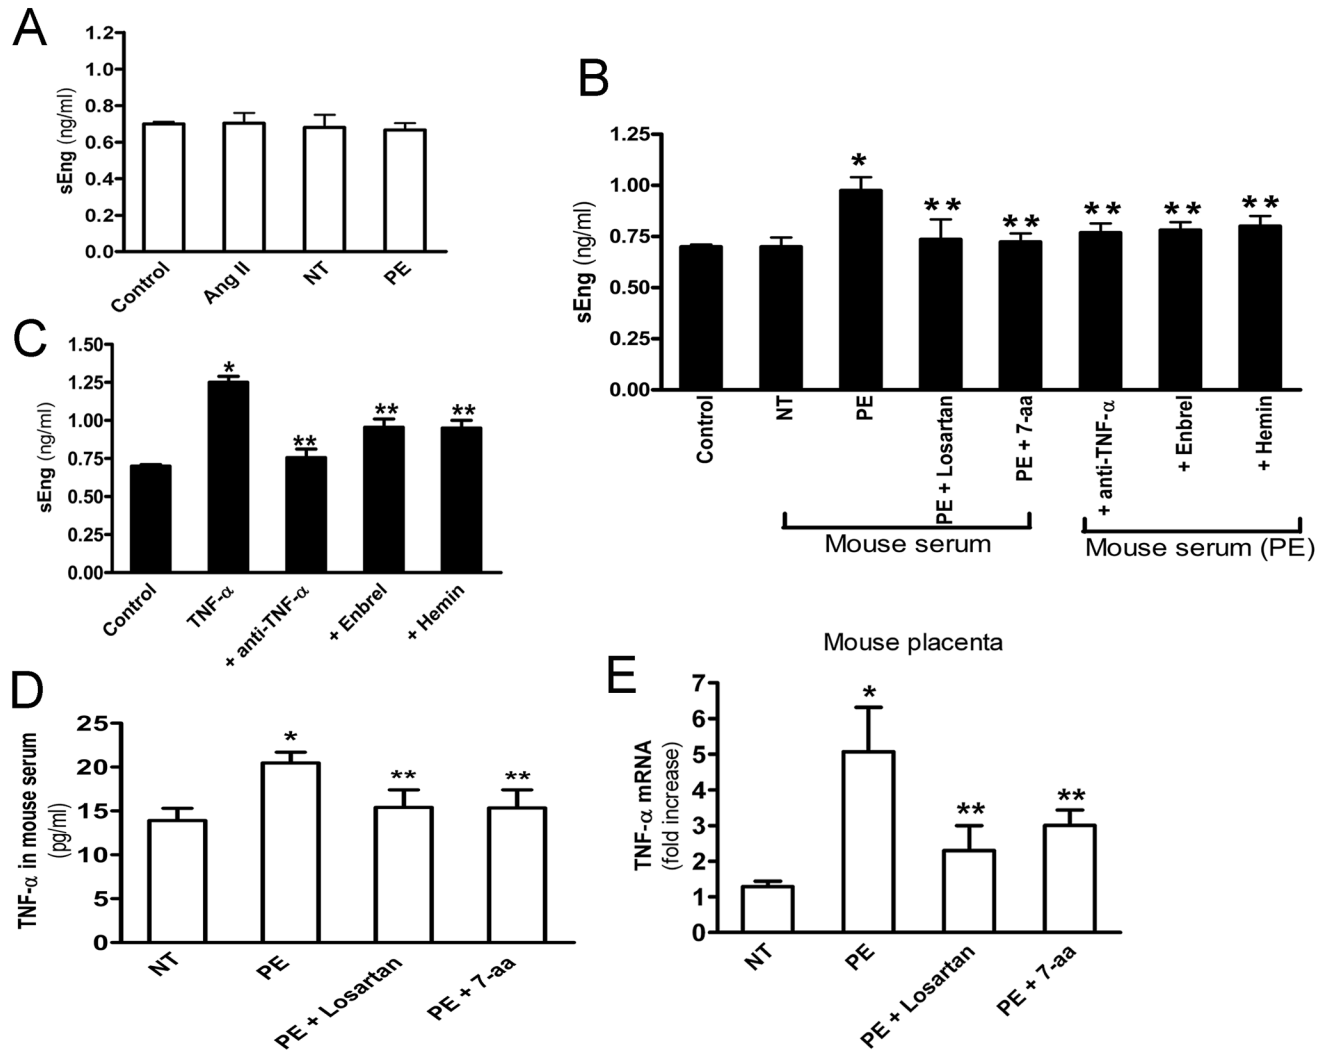 A
1.2
1.0
0.8
0.6
0.4
0.2
0.0
sEng (ng/ml)
Control
Ang II
NT
PE
B
1.25
1.00
0.75
0.50
0.25
0.00
sEng (ng/ml)
*
**
**
**
**
**
Control
NT
PE
PE + Losartan
PE + 7-aa
+ anti-TNF-α
+ Enbrel
+ Hemin
Mouse serum
Mouse serum (PE)
C
1.50
1.25
1.00
0.75
0.50
0.25
0.00
sEng (ng/ml)
*
**
**
**
Control
TNF-α
+ anti-TNF-α
+ Enbrel
+ Hemin
D
25
20
15
10
5
0
TNF-α in mouse serum
(pg/ml)
*
**
**
NT
PE
PE + Losartan
PE + 7-aa
E
Mouse placenta
7
6
5
4
3
2
1
0
TNF-α mRNA
(fold increase)
*
**
**
NT
PE
PE + Losartan
PE + 7-aa